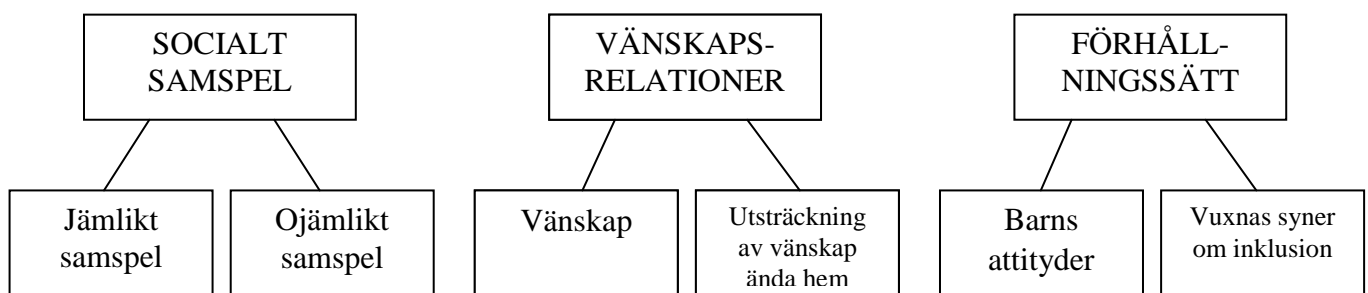 SOCIALT
SAMSPEL
VÄNSKAPS-
RELATIONER
FÖRHÅLL-
NINGSSÄTT
Jämlikt
samspel
Ojämlikt
samspel
Vänskap
Utsträckning
av vänskap
ända hem
Barns
attityder
Vuxnas syner
om inklusion